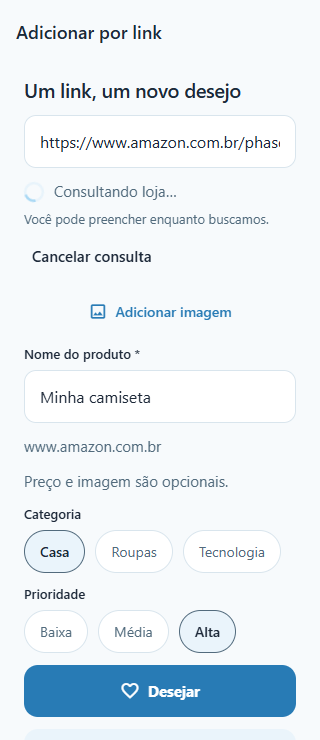 Adicionar por link
Um link, um novo desejo
https://www.amazon.com.br/phas
Consultando loja...
Você pode preencher enquanto buscamos.
Cancelar consulta
Adicionar imagem
Nome do produto *
Minha camiseta
www.amazon.com.br
Preço e imagem são opcionais.
Categoria
Casa Roupas Tecnologia
Prioridade
Baixa Média Alta
Desejar